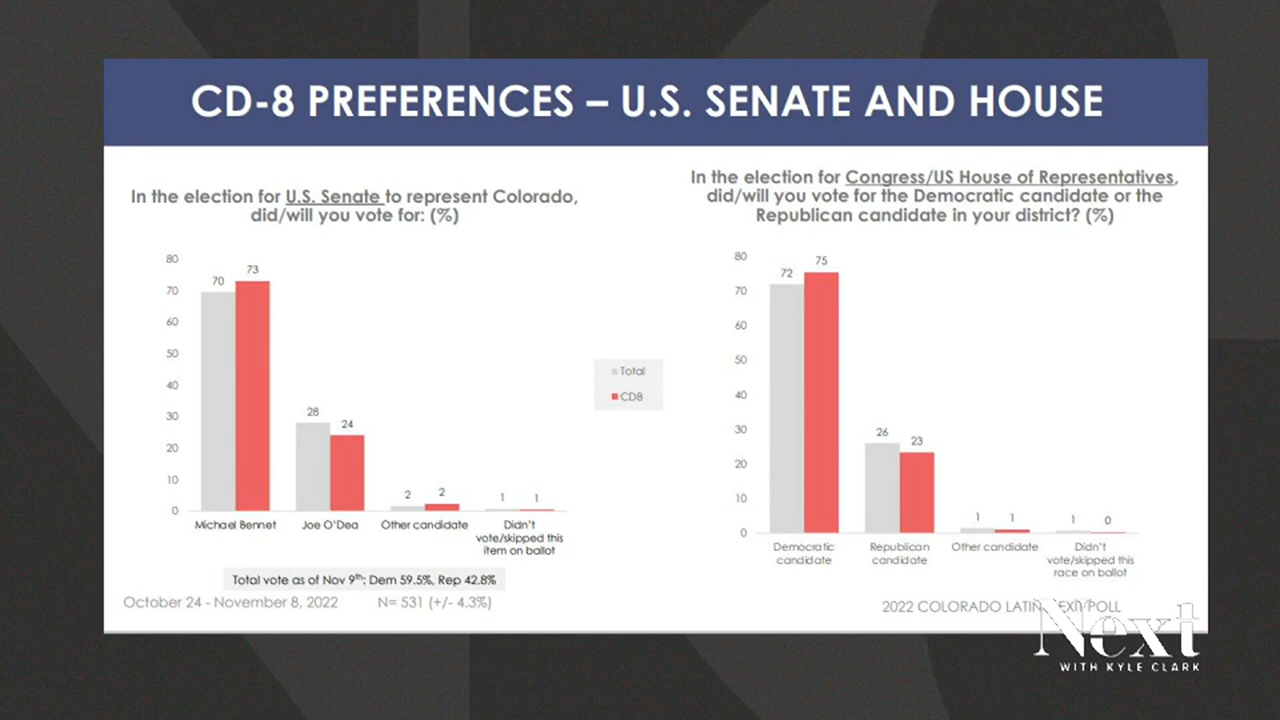 CD-8 PREFERENCES – U.S. SENATE AND HOUSE
In the election for U.S. Senate to represent Colorado,
did/will you vote for: (%)
80
70
60
50
40
30
20
10
0
70
73
28
24
2
2
1
1
Michael Bennet
Joe O'Dea
Other candidate
Didn't
vote/skipped this
item on ballot
Total vote as of Nov 9th: Dem 59.5%, Rep 42.8%
October 24 - November 8, 2022
N= 531 (+/- 4.3%)
Total
CD8
In the election for Congress/US House of Representatives,
did/will you vote for the Democratic candidate or the
Republican candidate in your district? (%)
80
70
60
50
40
30
20
10
0
72
75
26
23
1
1
1
0
Democratic
candidate
Republican
candidate
Other candidate
Didn't
vote/skipped this
race on ballot
2022 COLORADO LATIN EXIT POLL
Next
WITH KYLE CLARK